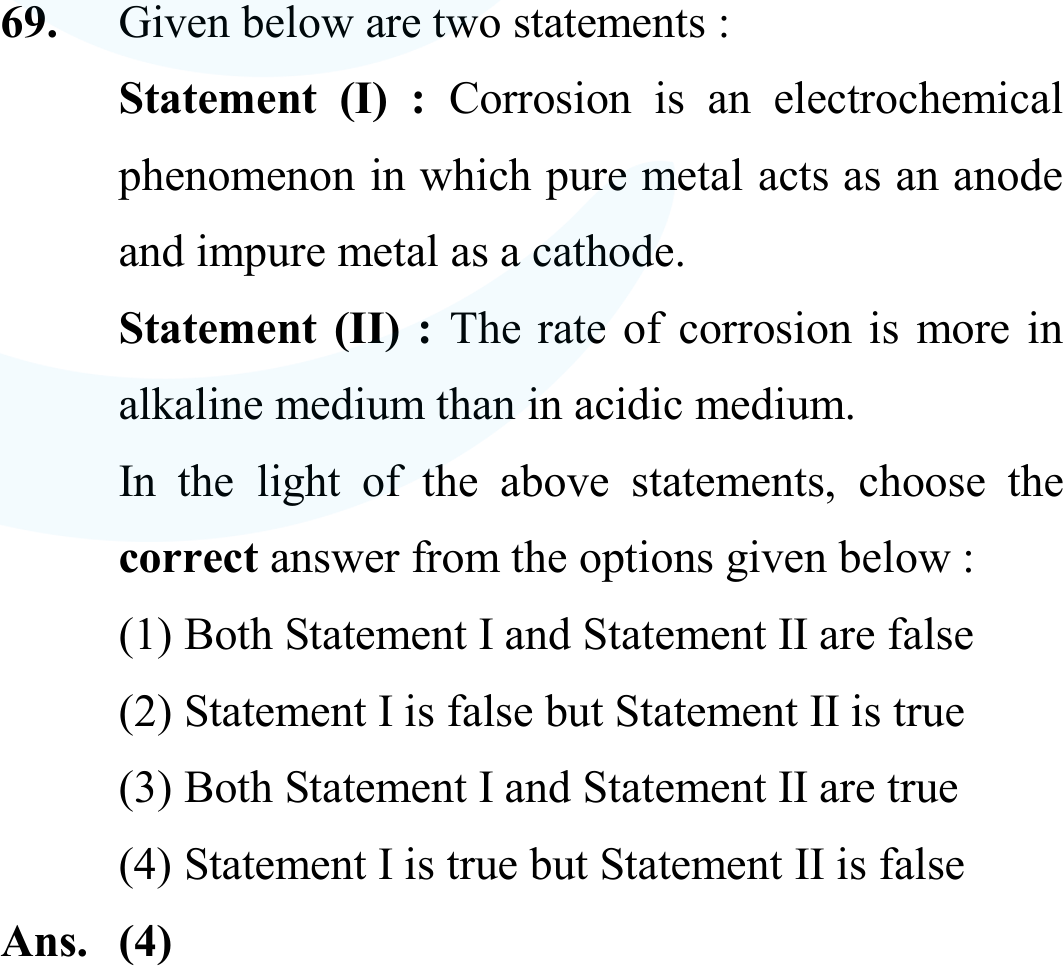 69. Given below are two statements :
Statement (I) : Corrosion is an electrochemical
phenomenon in which pure metal acts as an anode
and impure metal as a cathode.
Statement (II) : The rate of corrosion is more in
alkaline medium than in acidic medium.
In the light of the above statements, choose the
correct answer from the options given below :
(1) Both Statement I and Statement II are false
(2) Statement I is false but Statement II is true
(3) Both Statement I and Statement II are true
(4) Statement I is true but Statement II is false
Ans. (4)